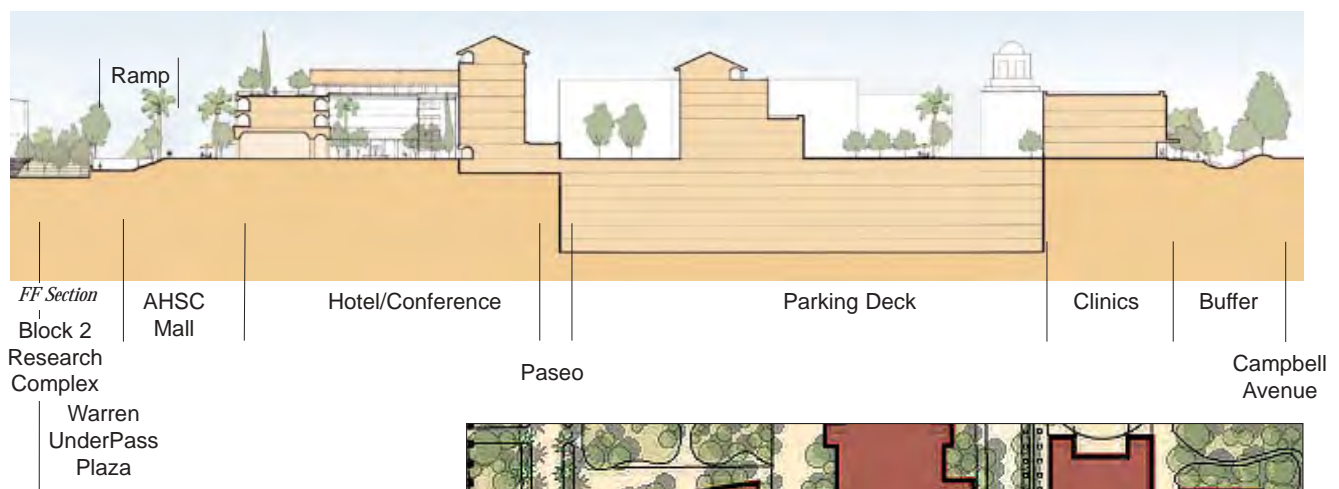 Ramp
FF Section
Block 2
Research
Complex
Warren
UnderPass
Plaza
AHSC
Mall
Hotel/Conference
Paseo
Parking Deck
Clinics
Buffer
Campbell
Avenue